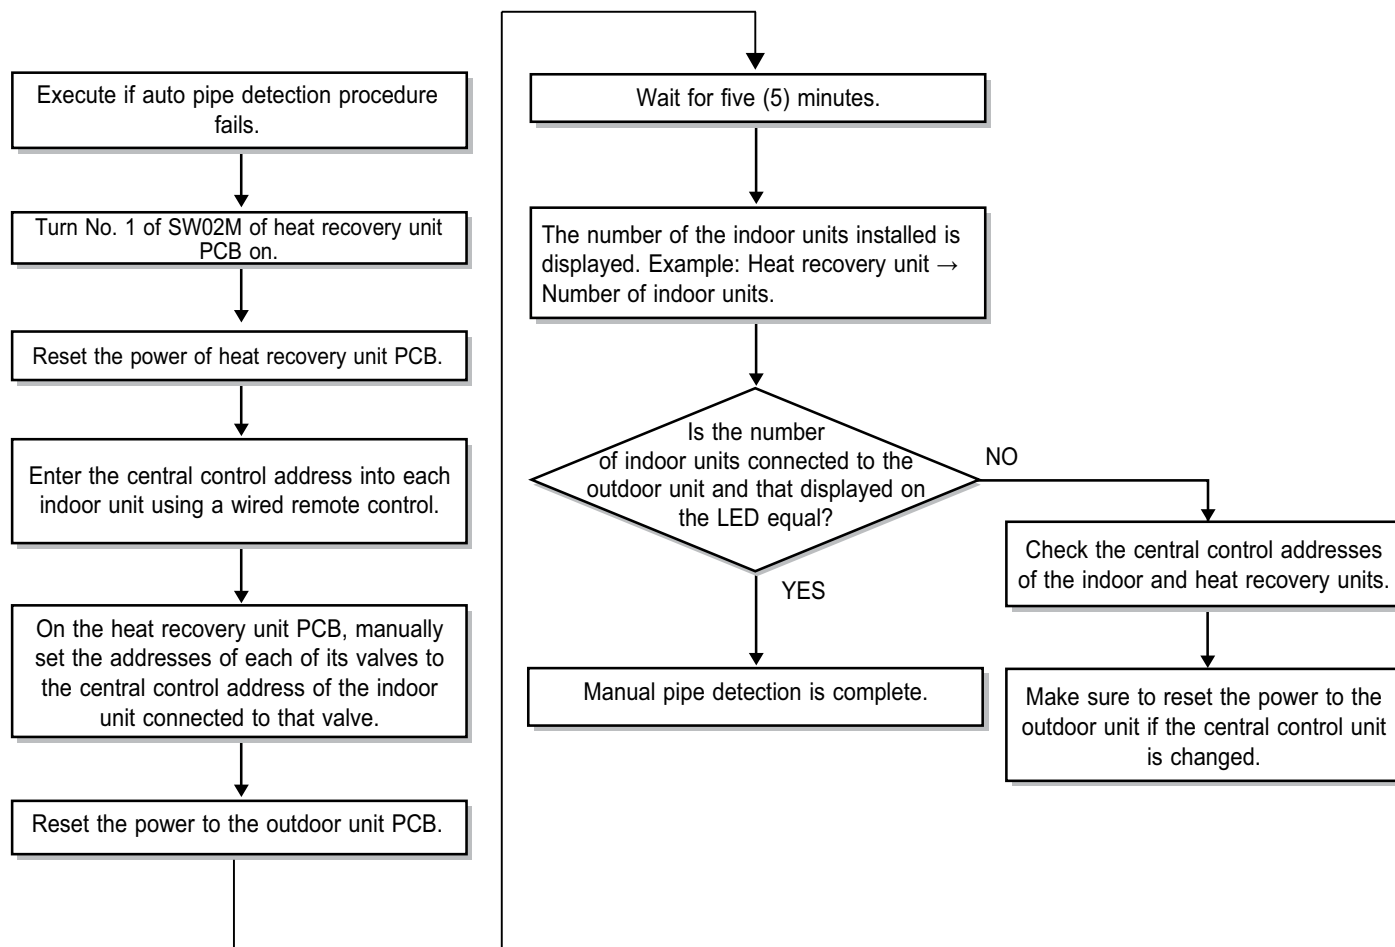 Execute if auto pipe detection procedure
fails.
Turn No. 1 of SW02M of heat recovery unit
PCB on.
Reset the power of heat recovery unit PCB.
Enter the central control address into each
indoor unit using a wired remote control.
On the heat recovery unit PCB, manually
set the addresses of each of its valves to
the central control address of the indoor
unit connected to that valve.
Reset the power to the outdoor unit PCB.
Wait for five (5) minutes.
The number of the indoor units installed is
displayed. Example: Heat recovery unit →
Number of indoor units.
Is the number
of indoor units connected to the
outdoor unit and that displayed on
the LED equal?
NO
YES
Manual pipe detection is complete.
Check the central control addresses
of the indoor and heat recovery units.
Make sure to reset the power to the
outdoor unit if the central control unit
is changed.